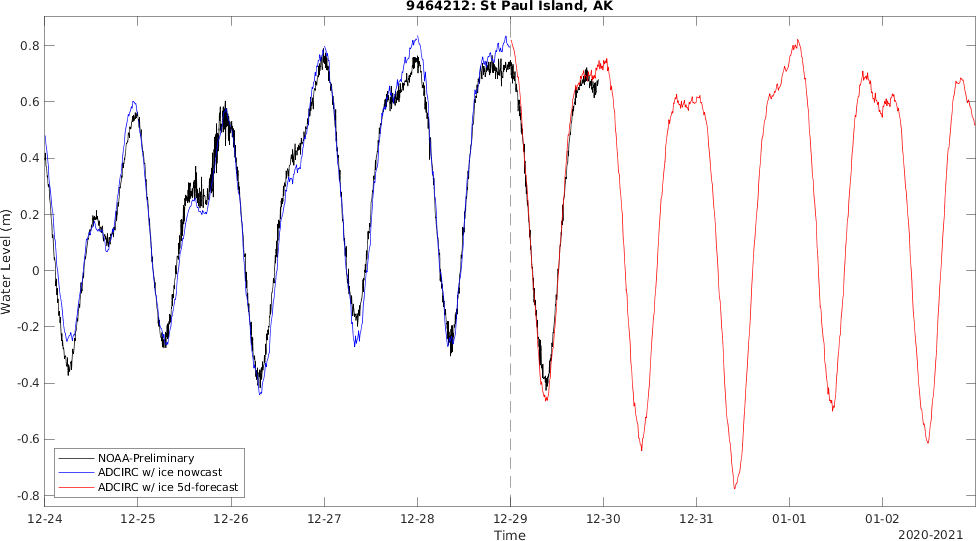 9464212: St Paul Island, AK
0.8
0.6
0.4
0.2
0
-0.2
-0.4
-0.6
-0.8
Water Level (m)
NOAA-Preliminary
ADCIRC w/ ice nowcast
ADCIRC w/ ice 5d-forecast
12-24 12-25 12-26 12-27 12-28 12-29 12-30 12-31 01-01 01-02
Time
2020-2021